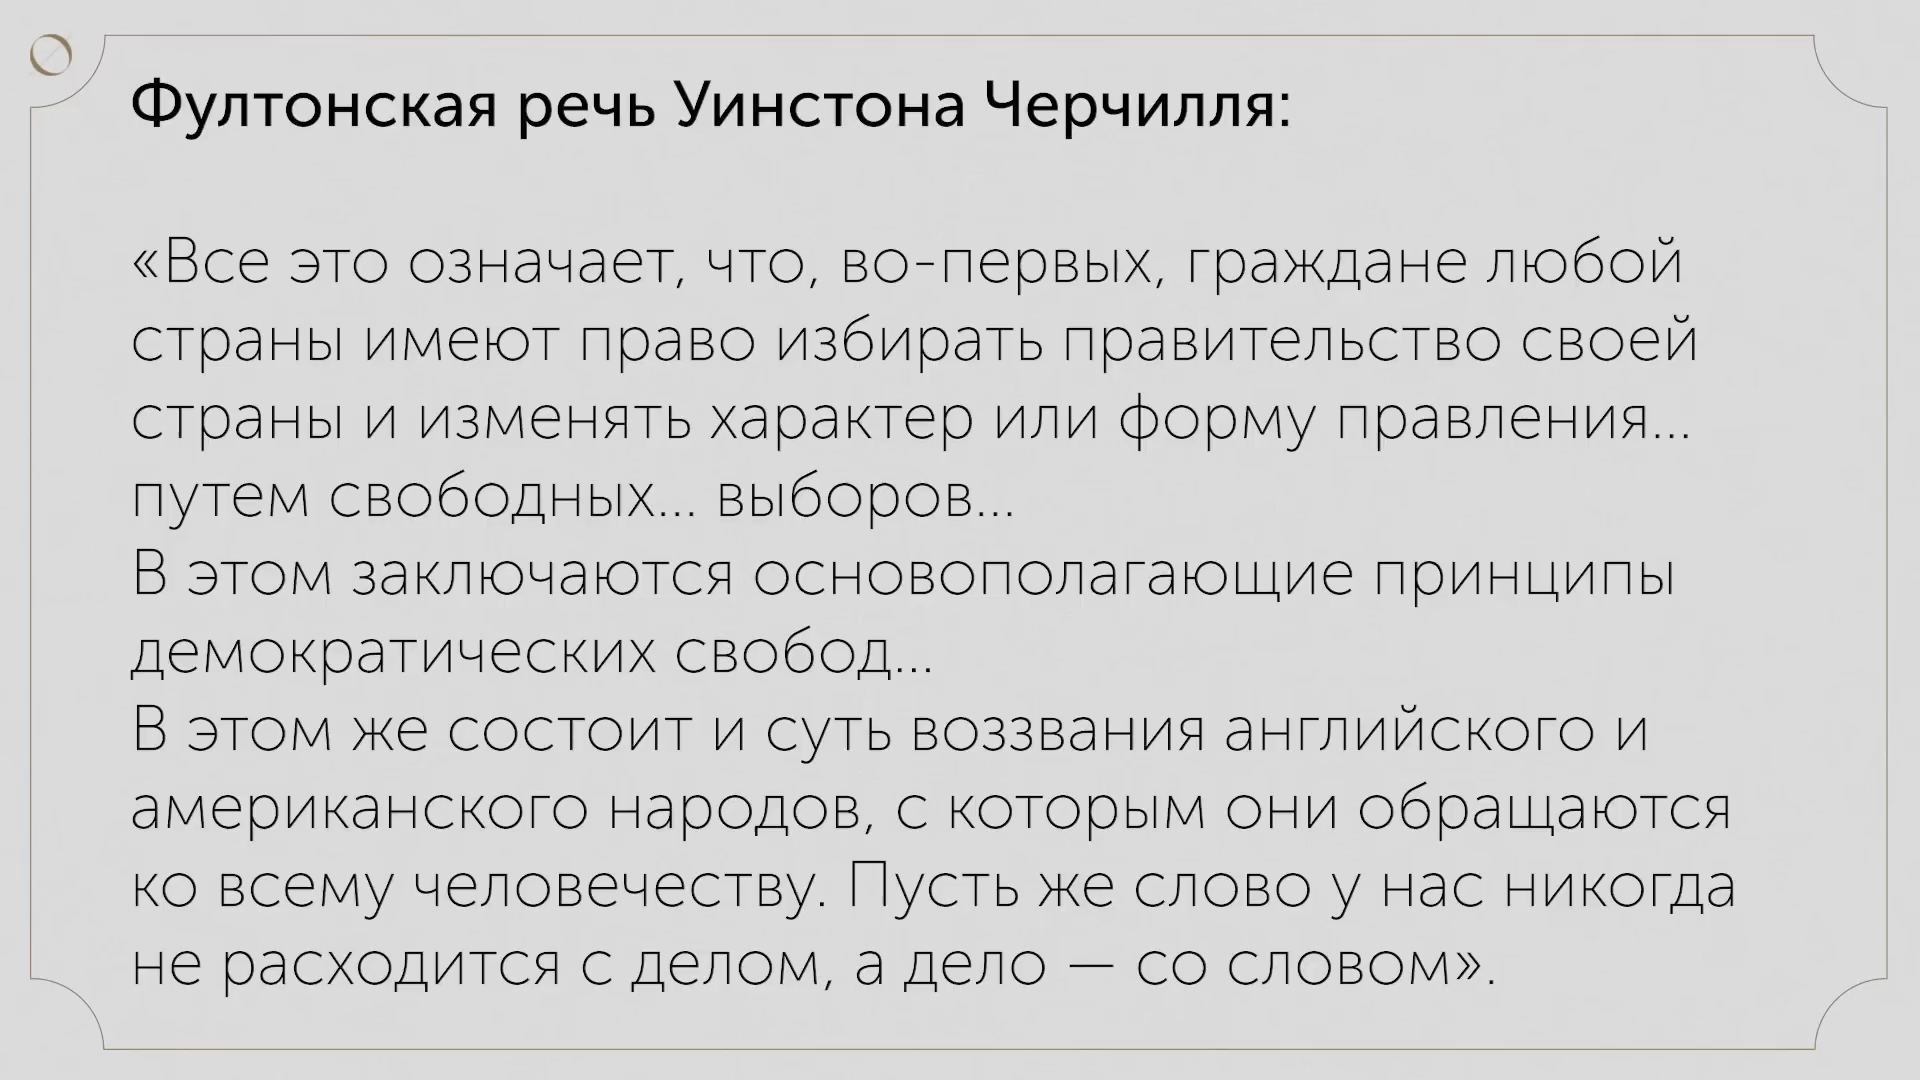 Фултонская речь Уинстона Черчилля:
«Все это означает, что, во-первых, граждане любой
страны имеют право избирать правительство своей
страны и изменять характер или форму правления...
путем свободных... выборов...
В этом заключаются основополагающие принципы
демократических свобод...
В этом же состоит и суть воззвания английского и
американского народов, с которым они обращаются
ко всему человечеству. Пусть же слово у нас никогда
не расходится с делом, а дело — со словом».